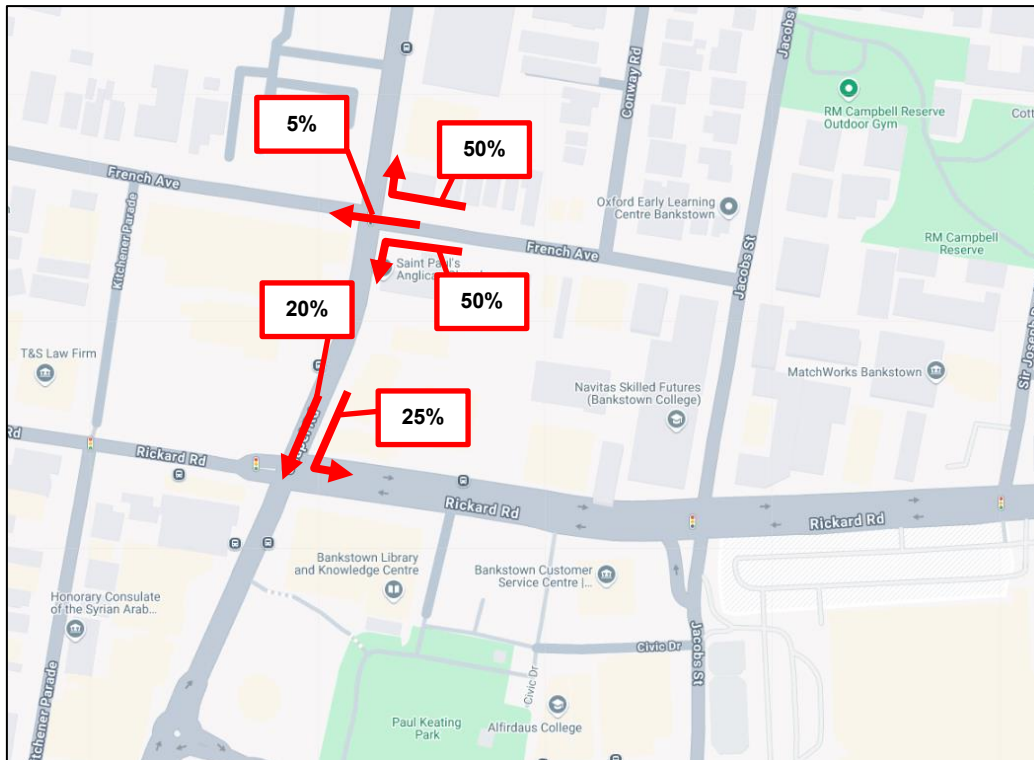 Jacobs
Conway Rd
RM Campbell Reserve
Outdoor Gym
5%
50%
French Ave
Kitchener Parade
Oxford Early Learning
Centre Bankstown
RM Campbell
Reserve
French Ave
Jacobs St
Saint Paul's
50%
20%
T&S Law Firm
MatchWorks Bankstown
Navitas Skilled Futures
(Bankstown College)
25%
Rd
Rickard Rd
Rickard Rd
Rickard Rd
Bankstown Library
and Knowledge Centre
Bankstown Customer
Service Centre |...
Honorary Consulate
of the Syrian Arab...
Civic Dr
Jacobs St
Civic Dr
Paul Keating
Park
Alfirdaus College